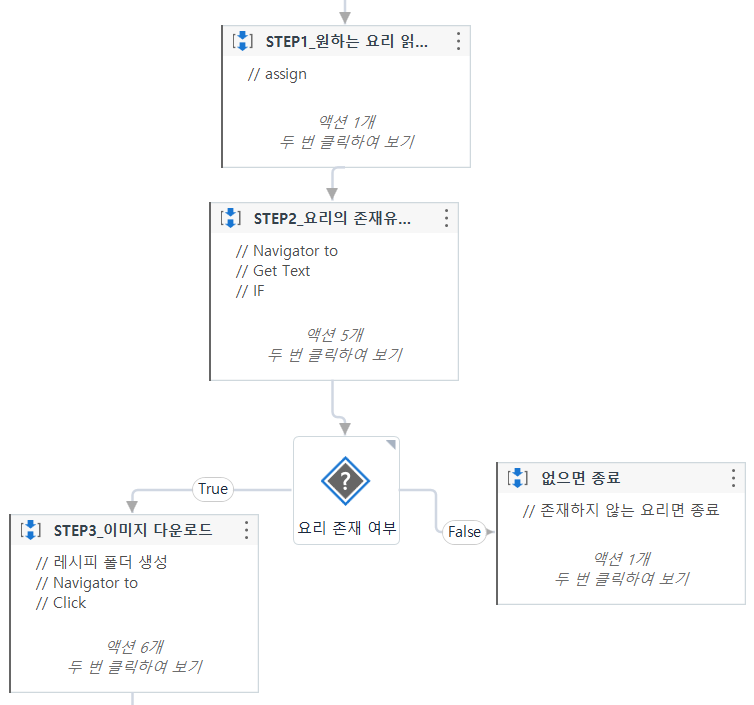 STEP1_원하는 요리 읽...
// assign
액션 1개
두 번 클릭하여 보기
STEP2_요리의 존재유...
// Navigator to
// Get Text
// IF
액션 5개
두 번 클릭하여 보기
?
요리 존재 여부
True
False
없으면 종료
// 존재하지 않는 요리면 종료
액션 1개
두 번 클릭하여 보기
STEP3_이미지 다운로드
// 레시피 폴더 생성
// Navigator to
// Click
액션 6개
두 번 클릭하여 보기